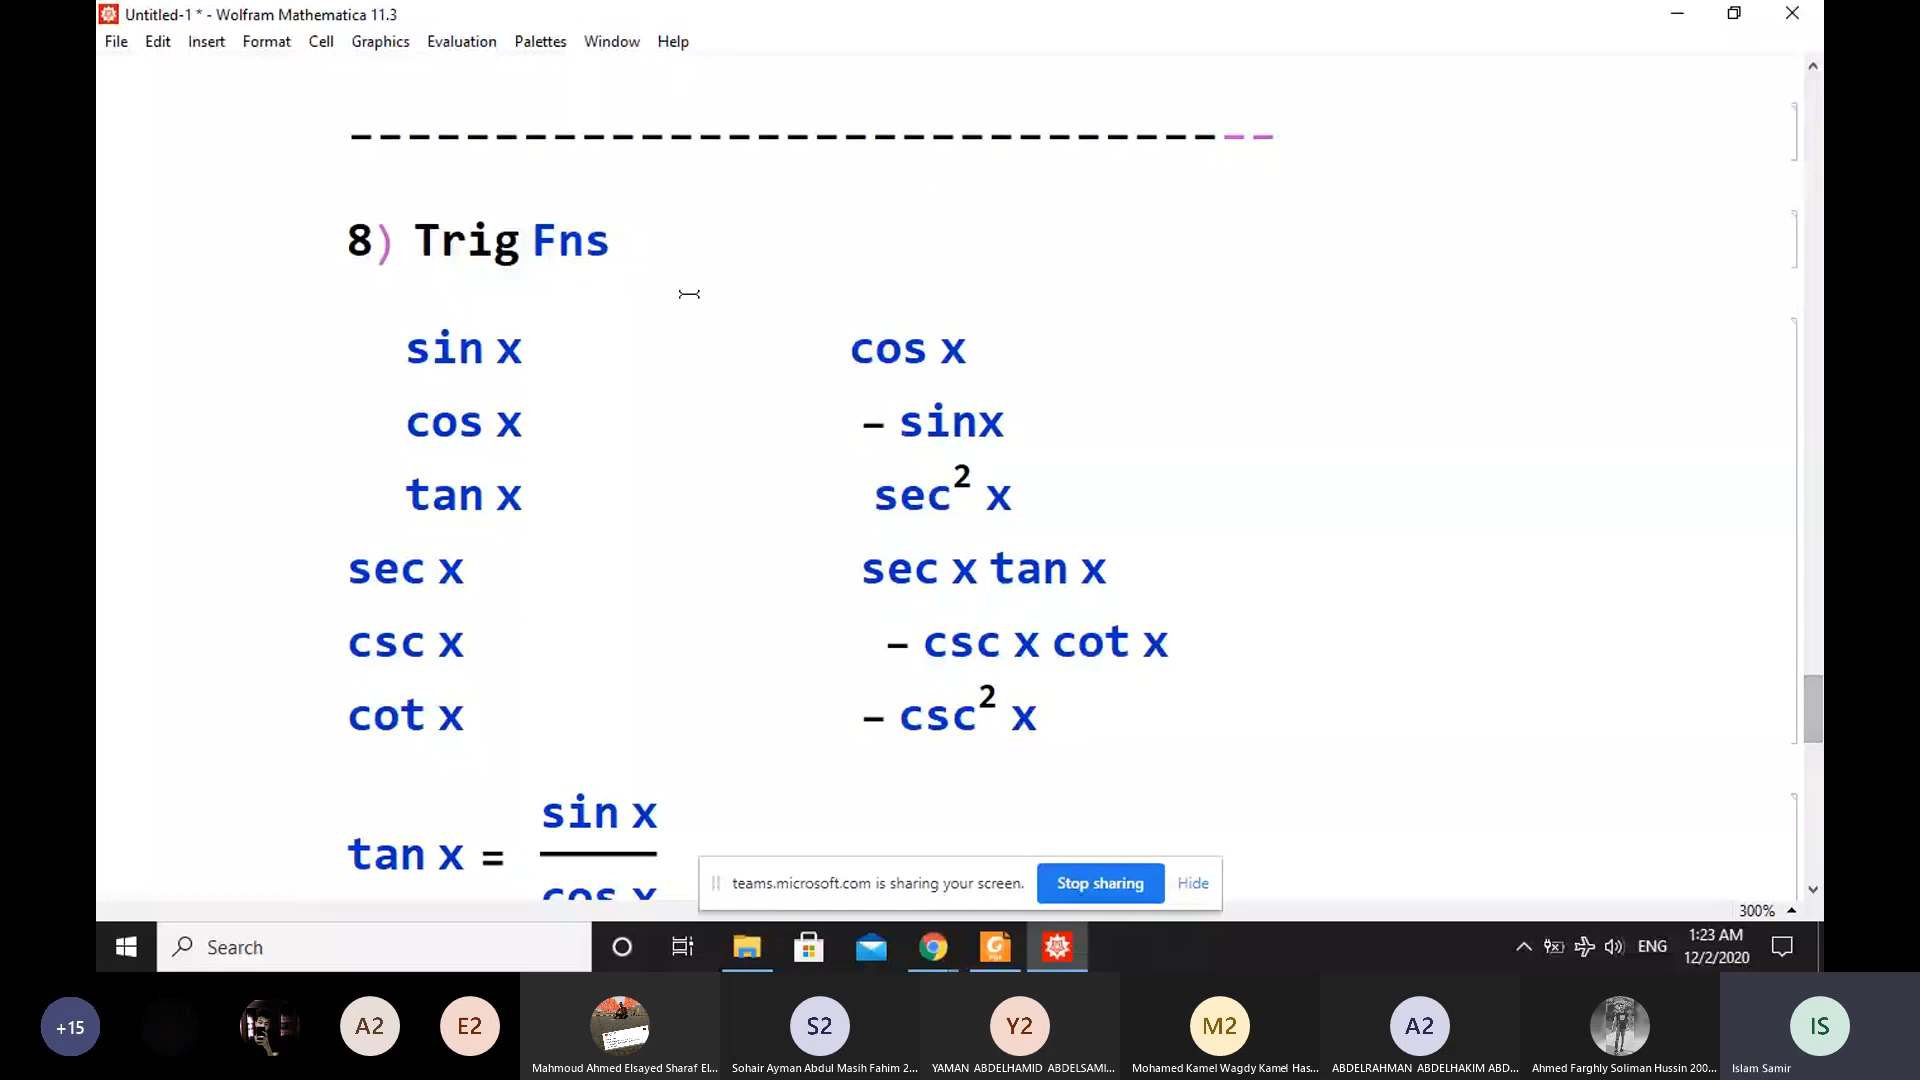 Untitled-1 * - Wolfram Mathematica 11.3
File Edit Insert Format Cell Graphics Evaluation Palettes Window Help
--------------------------------
8) Trig Fns
sin x cos x
cos x - sinx
tan x sec² x
sec x sec x tan x
csc x - csc x cot x
cot x - csc² x
sin x
tan x =
cos x
teams.microsoft.com is sharing your screen. Stop sharing Hide
300%
Search
ENG
1:23 AM
12/2/2020
+15
A2
E2
S2
Y2
M2
A2
IS
Mahmoud Ahmed Elsayed Sharaf El...
Sohair Ayman Abdul Masih Fahim 2...
YAMAN ABDELHAMID ABDELSAMI...
Mohamed Kamel Wagdy Kamel Has...
ABDELRAHMAN ABDELHAKIM ABD...
Ahmed Farghly Soliman Hussin 200...
Islam Samir